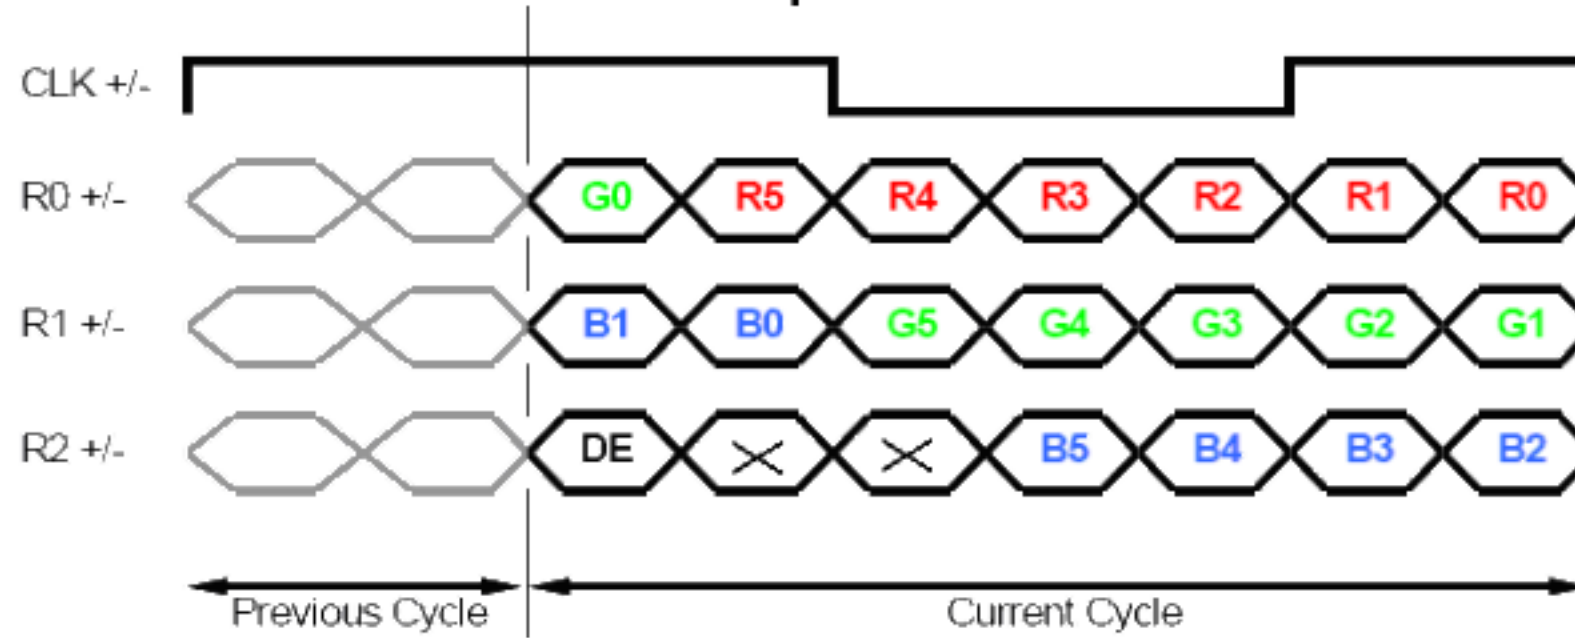 CLK +/-
R0 +/- G0 R5 R4 R3 R2 R1 R0
R1 +/- B1 B0 G5 G4 G3 G2 G1
R2 +/- DE B5 B4 B3 B2
Previous Cycle Current Cycle